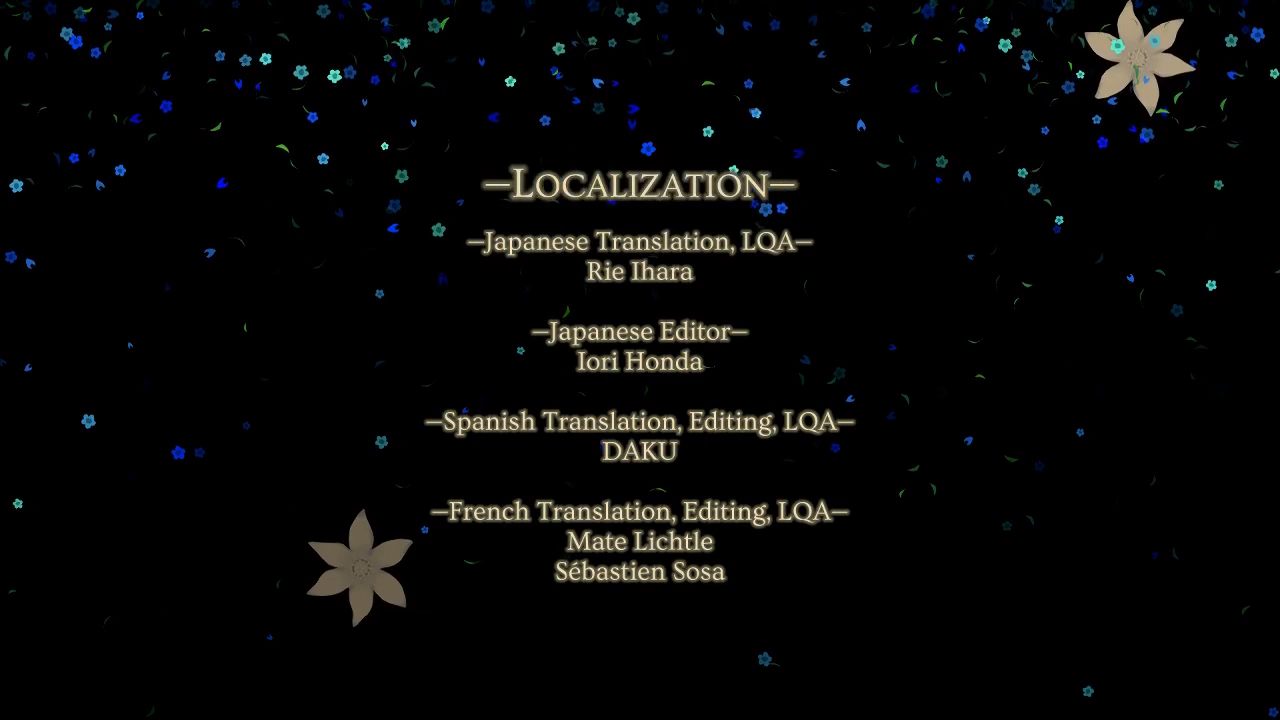 —Localization—
—Japanese Translation, LQA—
Rie Ihara
—Japanese Editor—
Iori Honda
—Spanish Translation, Editing, LQA—
DAKU
—French Translation, Editing, LQA—
Mate Lichtle
Sébastien Sosa